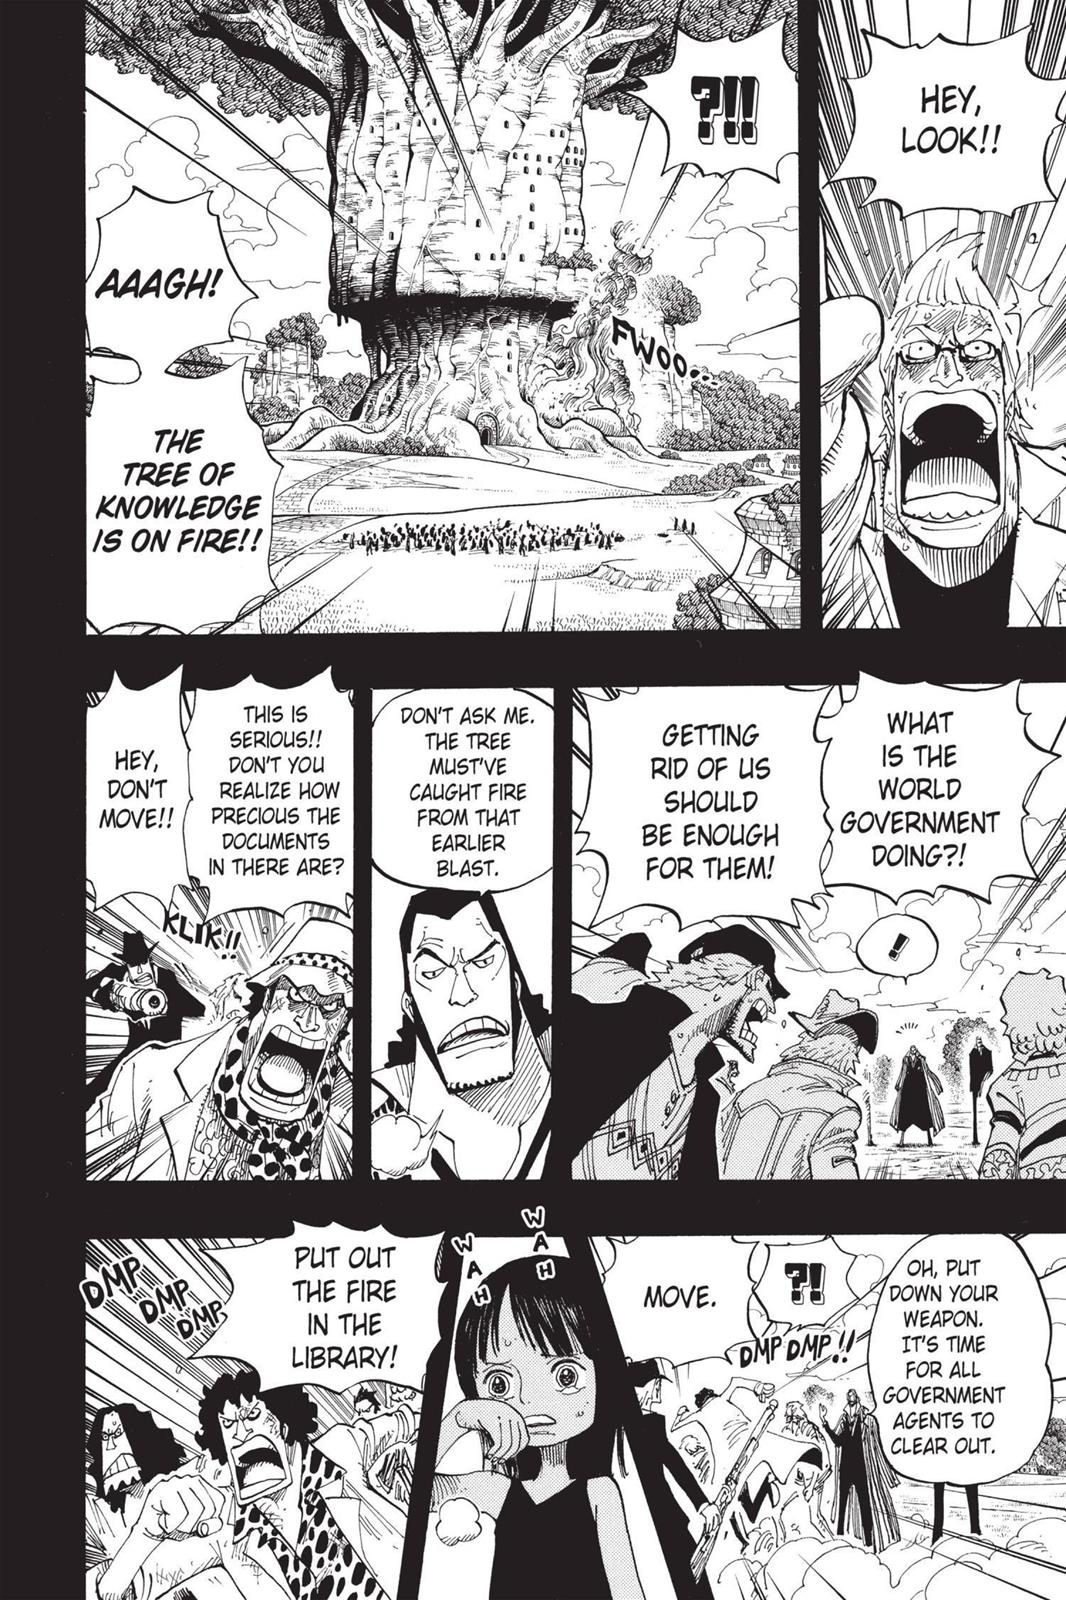 HEY,
LOOK!!
?!!
FWOO...
AAAGH!
THE
TREE OF
KNOWLEDGE
IS ON FIRE!!
WHAT
IS THE
WORLD
GOVERNMENT
DOING?!
GETTING
RID OF US
SHOULD
BE ENOUGH
FOR THEM!
!
DON'T ASK ME.
THE TREE
MUST'VE
CAUGHT FIRE
FROM THAT
EARLIER
BLAST.
THIS IS
SERIOUS!!
DON'T YOU
REALIZE HOW
PRECIOUS THE
DOCUMENTS
IN THERE ARE?
HEY,
DON'T
MOVE!!
KLIK!!
OH, PUT
DOWN YOUR
WEAPON.
IT'S TIME
FOR ALL
GOVERNMENT
AGENTS TO
CLEAR OUT.
?!
DMP DMP!!
MOVE.
WAH
WAH
PUT OUT
THE FIRE
IN THE
LIBRARY!
DMP
DMP
DMP